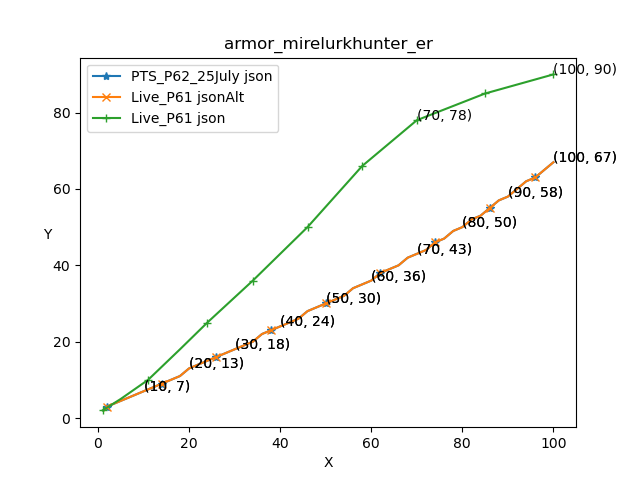 armor_mirelurkhunter_er
PTS_P62_25July json
Live_P61 jsonAlt
Live_P61 json
(100, 90)
(70, 78)
(100, 67)
(90, 58)
(80, 50)
(70, 43)
(60, 36)
(50, 30)
(40, 24)
(30, 18)
(20, 13)
(10, 7)
Y
80
60
40
20
0
0 20 40 60 80 100
X